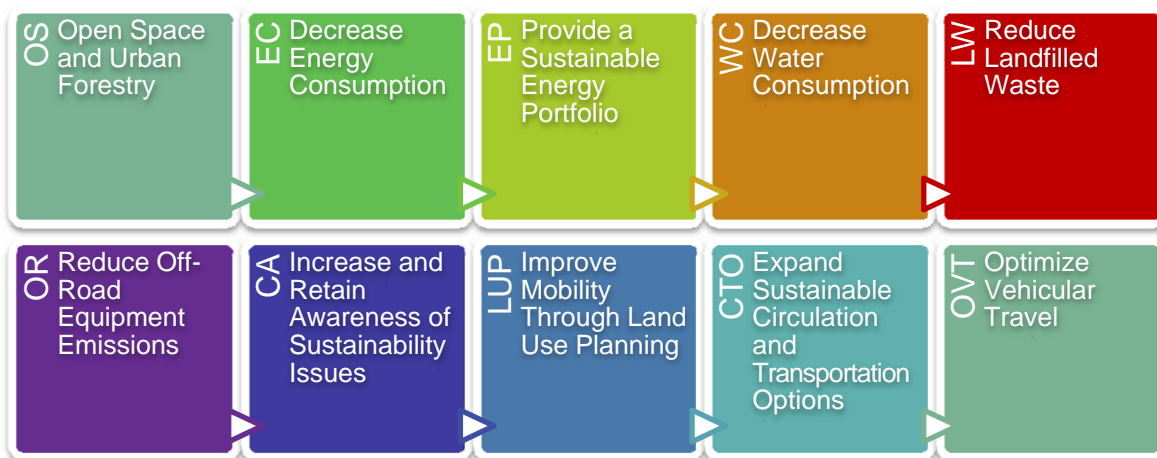 OS
Open Space
and Urban
Forestry
EC
Decrease
Energy
Consumption
EP
Provide a
Sustainable
Energy
Portfolio
WC
Decrease
Water
Consumption
LW
Reduce
Landfilled
Waste
OR
Reduce Off-
Road
Equipment
Emissions
CA
Increase and
Retain
Awareness of
Sustainability
Issues
LUP
Improve
Mobility
Through Land
Use Planning
CTO
Expand
Sustainable
Circulation
and
Transportation
Options
OVT
Optimize
Vehicular
Travel